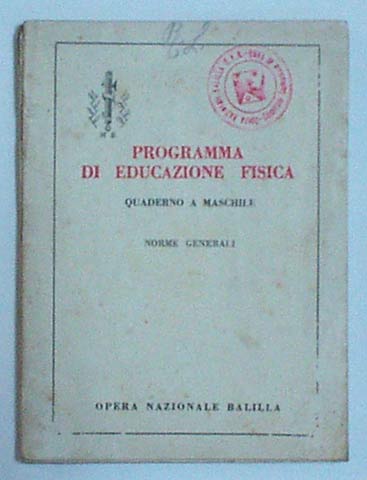 PROGRAMMA
DI EDUCAZIONE FISICA
QUADERNO A MASCHILE
NORME GENERALI
OPERA NAZIONALE BALILLA